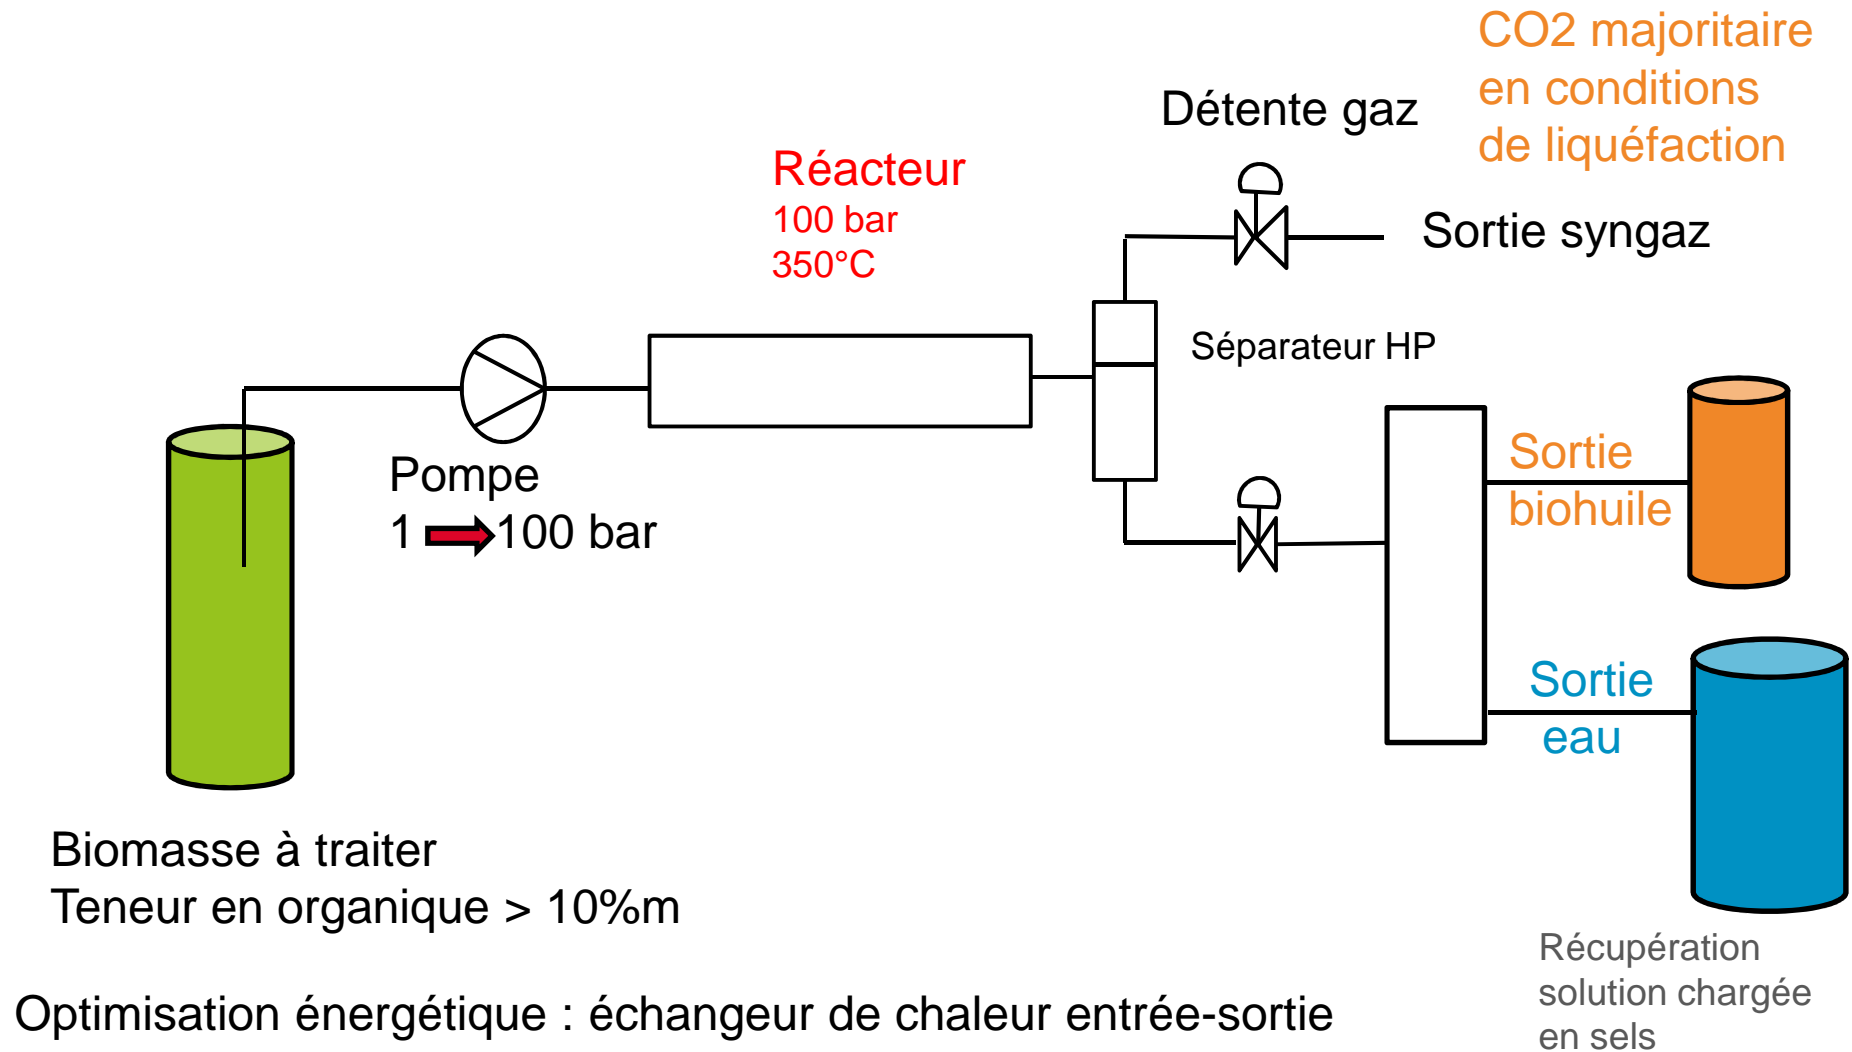 CO2 majoritaire
en conditions
de liquéfaction
Détente gaz
Réacteur
100 bar
350°C
Sortie syngaz
Séparateur HP
Pompe
1 100 bar
Sortie
biohuile
Sortie
eau
Biomasse à traiter
Teneur en organique > 10%m
Récupération
solution chargée
en sels
Optimisation énergétique : échangeur de chaleur entrée-sortie